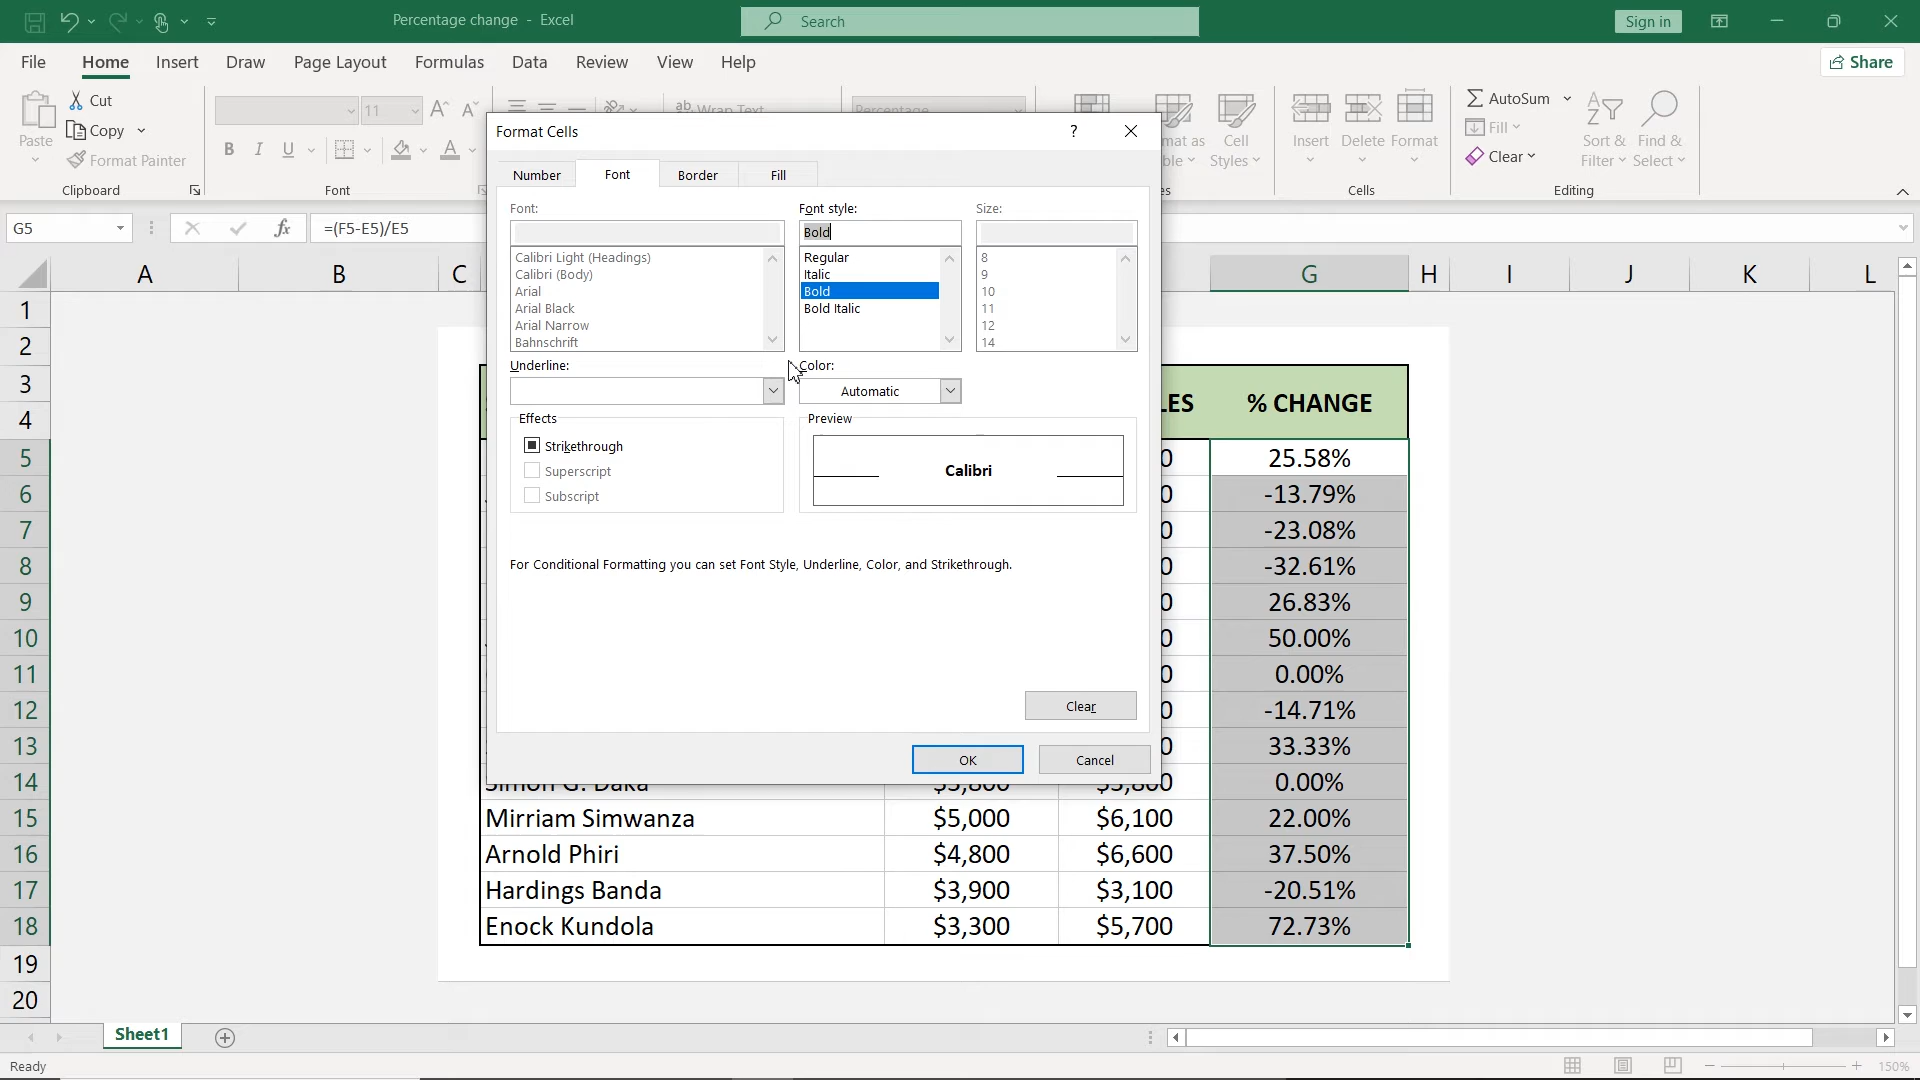 Percentage change - Excel
Search
Sign in
File Home Insert Draw Page Layout Formulas Data Review View Help
Share
Paste
Cut
Copy
Format Painter
Clipboard
11
B I U
A
Font
Wrap Text
Percentage
Cell
Styles
Insert Delete Format
Cells
AutoSum
Fill
Clear
Sort &
Filter
Find &
Select
Editing
G5
=(F5-E5)/E5
Format Cells
?
Number Font Border Fill
Font:
Calibri Light (Headings)
Calibri (Body)
Arial
Arial Black
Arial Narrow
Bahnschrift
Font style:
Bold
Regular
Italic
Bold
Bold Italic
Size:
8
9
10
11
12
14
Underline:
Color:
Automatic
Effects
Strikethrough
Superscript
Subscript
Preview
Calibri
For Conditional Formatting you can set Font Style, Underline, Color, and Strikethrough.
Clear
OK Cancel
A B C G H I J K L
1
2
3
4 % CHANGE
5 25.58%
6 -13.79%
7 -23.08%
8 -32.61%
9 26.83%
10 50.00%
11 0.00%
12 -14.71%
13 33.33%
14 Simon G. Daka $3,800 $3,800 0.00%
15 Mirriam Simwanza $5,000 $6,100 22.00%
16 Arnold Phiri $4,800 $6,600 37.50%
17 Hardings Banda $3,900 $3,100 -20.51%
18 Enock Kundola $3,300 $5,700 72.73%
19
20
Sheet1
Ready
150%